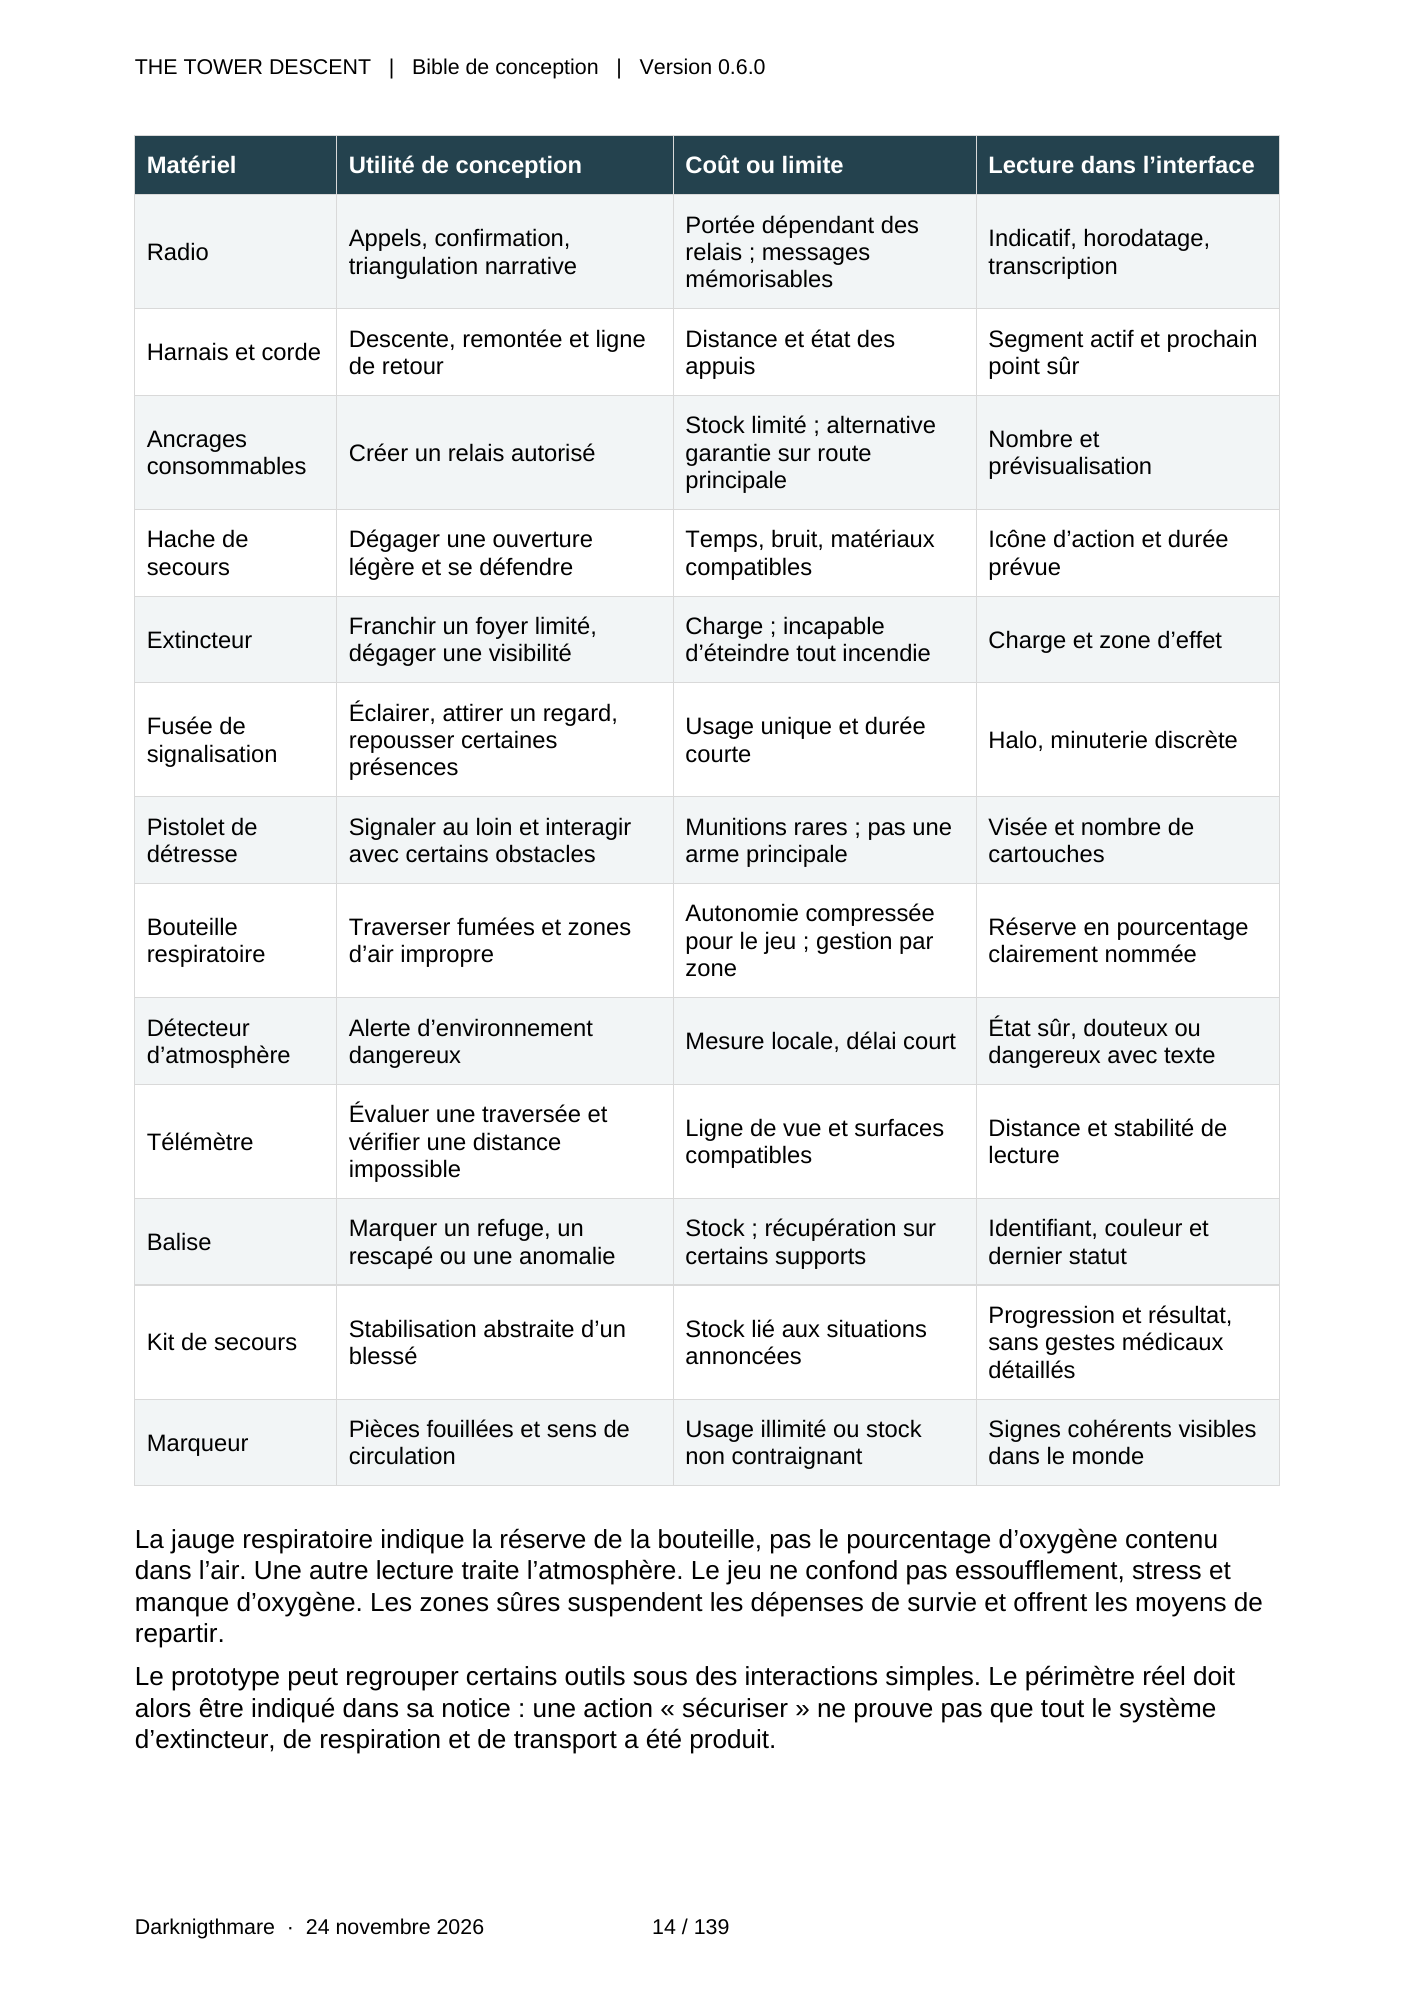 THE TOWER DESCENT | Bible de conception | Version 0.6.0
Matériel
Utilité de conception
Coût ou limite
Lecture dans l’interface
Radio
Appels, confirmation,
triangulation narrative
Portée dépendant des
relais ; messages
mémorisables
Indicatif, horodatage,
transcription
Harnais et corde
Descente, remontée et ligne
de retour
Distance et état des
appuis
Segment actif et prochain
point sûr
Ancrages
consommables
Créer un relais autorisé
Stock limité ; alternative
garantie sur route
principale
Nombre et
prévisualisation
Hache de
secours
Dégager une ouverture
légère et se défendre
Temps, bruit, matériaux
compatibles
Icône d’action et durée
prévue
Extincteur
Franchir un foyer limité,
dégager une visibilité
Charge ; incapable
d’éteindre tout incendie
Charge et zone d’effet
Fusée de
signalisation
Éclairer, attirer un regard,
repousser certaines
présences
Usage unique et durée
courte
Halo, minuterie discrète
Pistolet de
détresse
Signaler au loin et interagir
avec certains obstacles
Munitions rares ; pas une
arme principale
Visée et nombre de
cartouches
Bouteille
respiratoire
Traverser fumées et zones
d’air impropre
Autonomie compressée
pour le jeu ; gestion par
zone
Réserve en pourcentage
clairement nommée
Détecteur
d’atmosphère
Alerte d’environnement
dangereux
Mesure locale, délai court
État sûr, douteux ou
dangereux avec texte
Télémètre
Évaluer une traversée et
vérifier une distance
impossible
Ligne de vue et surfaces
compatibles
Distance et stabilité de
lecture
Balise
Marquer un refuge, un
rescapé ou une anomalie
Stock ; récupération sur
certains supports
Identifiant, couleur et
dernier statut
Kit de secours
Stabilisation abstraite d’un
blessé
Stock lié aux situations
annoncées
Progression et résultat,
sans gestes médicaux
détaillés
Marqueur
Pièces fouillées et sens de
circulation
Usage illimité ou stock
non contraignant
Signes cohérents visibles
dans le monde
La jauge respiratoire indique la réserve de la bouteille, pas le pourcentage d’oxygène contenu
dans l’air. Une autre lecture traite l’atmosphère. Le jeu ne confond pas essoufflement, stress et
manque d’oxygène. Les zones sûres suspendent les dépenses de survie et offrent les moyens de
repartir.
Le prototype peut regrouper certains outils sous des interactions simples. Le périmètre réel doit
alors être indiqué dans sa notice : une action « sécuriser » ne prouve pas que tout le système
d’extincteur, de respiration et de transport a été produit.
Darknigthmare · 24 novembre 2026
14 / 139